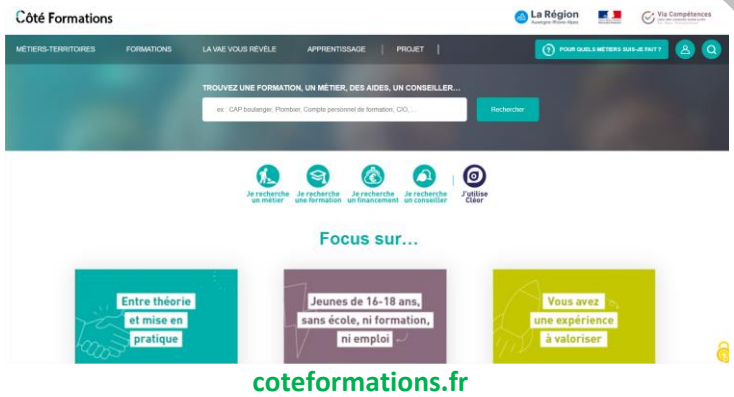 Côté Formations
La Région
Auvergne-Rhône-Alpes
Via Compétences
MÉTIERS-TERRITOIRES FORMATIONS LA VAE VOUS RÉVÈLE APPRENTISSAGE | PROJET |
? POUR QUELS MÉTIERS SUIS-JE FAIT ?
TROUVEZ UNE FORMATION, UN MÉTIER, DES AIDES, UN CONSEILLER...
ex : CAP boulanger, Plombier, Compte personnel de formation, CIO,...
Rechercher
Je recherche
un métier
Je recherche
une formation
Je recherche
un financement
Je recherche
un conseiller
J'utilise
Cléor
Focus sur...
Entre théorie
et mise en
pratique
Jeunes de 16-18 ans,
sans école, ni formation,
ni emploi
Vous avez
une expérience
à valoriser
coteformations.fr